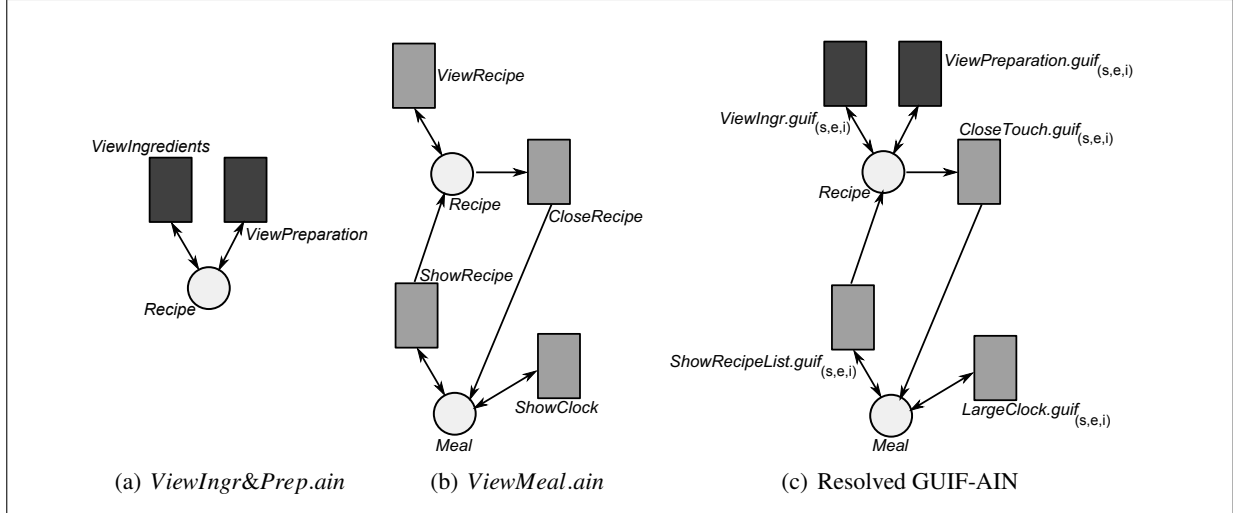 ViewIngredients
ViewPreparation
Recipe
(a) ViewIngr&Prep.ain
ViewRecipe
Recipe
CloseRecipe
ShowRecipe
ShowClock
Meal
(b) ViewMeal.ain
ViewPreparation.guif(s,e,i)
ViewIngr.guif(s,e,i)
CloseTouch.guif(s,e,i)
Recipe
ShowRecipeList.guif(s,e,i)
LargeClock.guif(s,e,i)
Meal
(c) Resolved GUIF-AIN